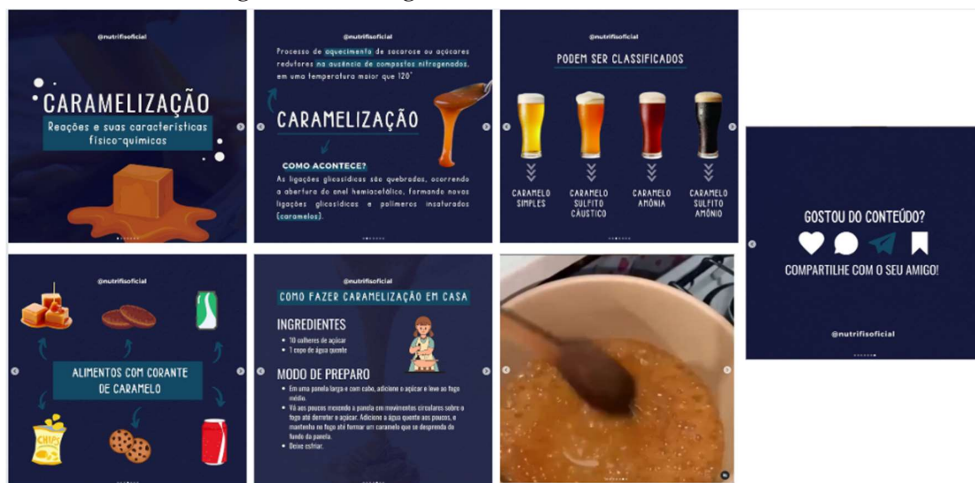 @nutrifisoficial
CARAMELIZAÇÃO
Reações e suas características
físico-químicas
@nutrifisoficial
Processo de aquecimento de sacarose ou açúcares
redutores na ausência de compostos nitrogenados,
em uma temperatura maior que 120°
CARAMELIZAÇÃO
COMO ACONTECE?
As ligações glicosídicas são quebradas, ocorrendo
a abertura do anel hemiacetálico, formando novas
ligações glicosídicas e polímeros insaturados
(caramelos).
@nutrifisoficial
PODEM SER CLASSIFICADOS
CARAMELO
SIMPLES
CARAMELO
SULFITO
CÁUSTICO
CARAMELO
AMÔNIA
CARAMELO
SULFITO
AMÔNIO
GOSTOU DO CONTEÚDO?
COMPARTILHE COM O SEU AMIGO!
@nutrifisoficial
@nutrifisoficial
ALIMENTOS COM CORANTE
DE CARAMELO
CHIPS
@nutrifisoficial
COMO FAZER CARAMELIZAÇÃO EM CASA
INGREDIENTES
10 colheres de açúcar
1 copo de água quente
MODO DE PREPARO
Em uma panela larga e com cabo, adicione o açúcar e leve ao fogo
médio.
Vá aos poucos mexendo a panela em movimentos circulares sobre o
fogo até derreter o açúcar. Adicione a água quente aos poucos, e
mantenha no fogo até formar um caramelo que se desprenda do
fundo da panela.
Deixe esfriar.